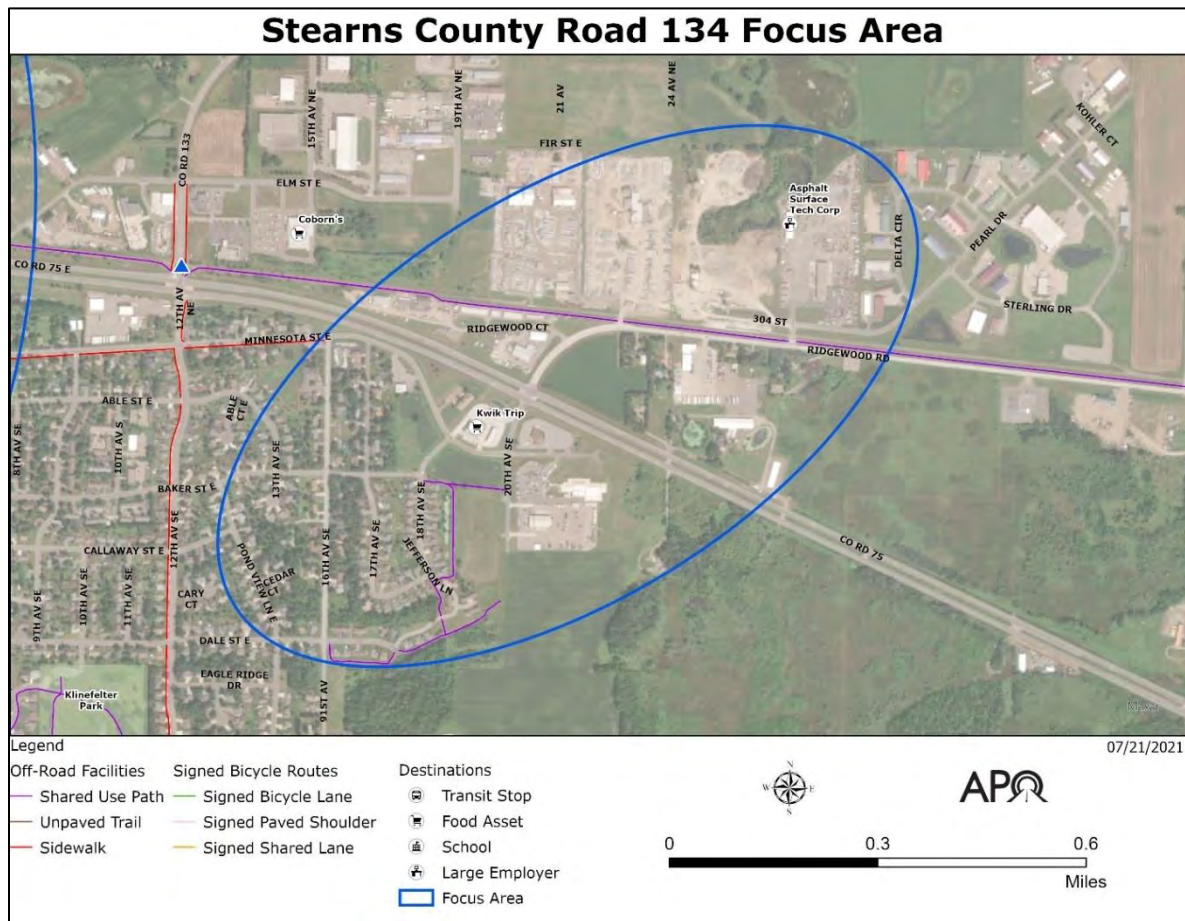 Stearns County Road 134 Focus Area
CO RD 133
15TH AV NE
19TH AV NE
21 AV
24 AV NE
KOHLER CT
FIR ST E
ELM ST E
Coborn's
Asphalt
Surface
Tech Corp
DELTA CIR
PEARL DR
CO RD 75 E
12TH AV
NE
STERLING DR
304 ST
RIDGEWOOD CT
MINNESOTA ST E
RIDGEWOOD RD
ABLE ST E
ABLE
CT E
Kwik Trip
8TH AV SE
10TH AV S
13TH AV SE
20TH AV SE
BAKER ST E
12TH AV SE
18TH AV SE
CALLAWAY ST E
POND VIEW LN E
16TH AV SE
17TH AV SE
JEFFERSON LN
CO RD 75
CEDAR
CT
9TH AV SE
10TH AV SE
11TH AV SE
CARY
CT
DALE ST E
EAGLE RIDGE
DR
91ST AV
Klinefelter
Park
Maxar
Legend
07/21/2021
Off-Road Facilities
Shared Use Path
Unpaved Trail
Sidewalk
Signed Bicycle Routes
Signed Bicycle Lane
Signed Paved Shoulder
Signed Shared Lane
Destinations
Transit Stop
Food Asset
School
Large Employer
Focus Area
N
W E
S
APO
0 0.3 0.6
Miles